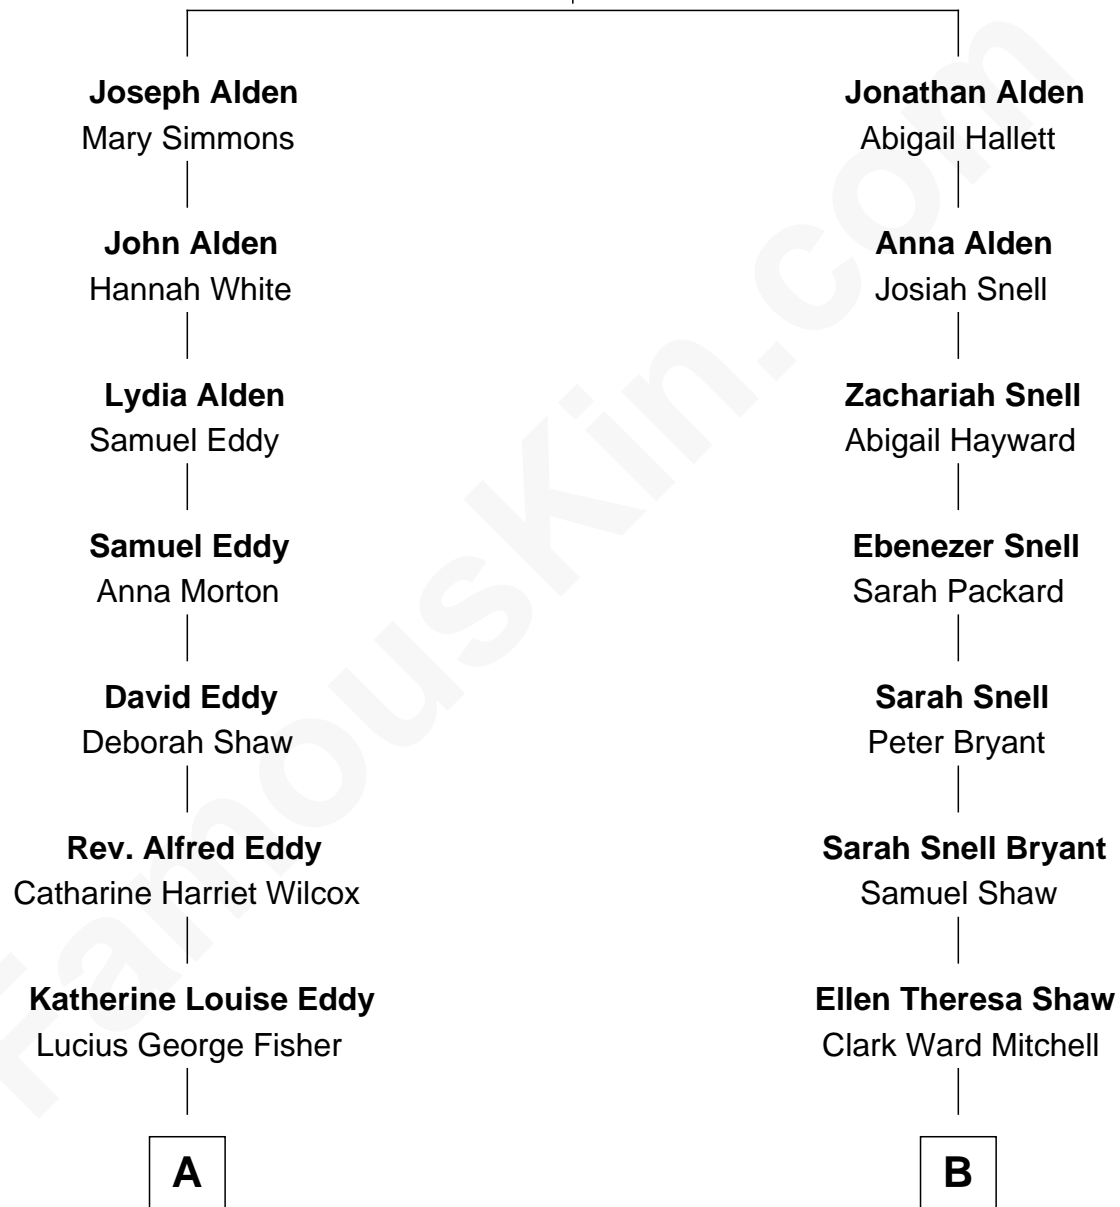 Joseph Alden
Mary Simmons
John Alden
Hannah White
Lydia Alden
Samuel Eddy
Samuel Eddy
Anna Morton
David Eddy
Deborah Shaw
Rev. Alfred Eddy
Catharine Harriet Wilcox
Katherine Louise Eddy
Lucius George Fisher
A
Jonathan Alden
Abigail Hallett
Anna Alden
Josiah Snell
Zachariah Snell
Abigail Hayward
Ebenezer Snell
Sarah Packard
Sarah Snell
Peter Bryant
Sarah Snell Bryant
Samuel Shaw
Ellen Theresa Shaw
Clark Ward Mitchell
B
FamousKin.com